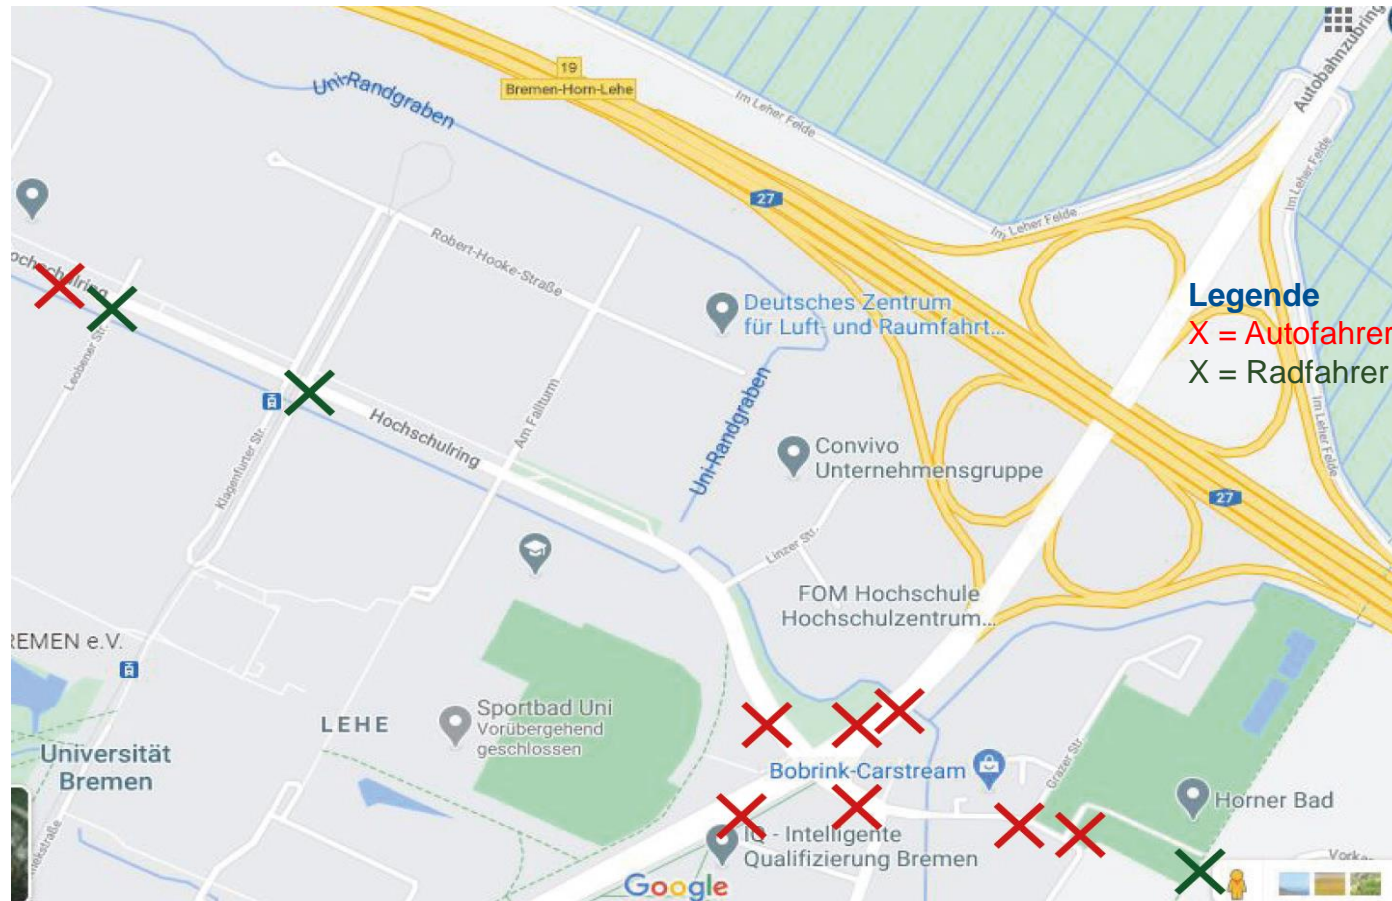 Uni-Randgraben
19
Bremen-Horn-Lehe
Im Leher Felde
Autobahnzubring
Im Leher Felde
27
Im Leher Felde
Robert-Hooke-Straße
Hochschulring
Leobener Str.
Deutsches Zentrum
für Luft- und Raumfahrt...
Legende
X = Autofahrer
X = Radfahrer
Uni-Randgraben
Im Leher Felde
Hochschulring
Am Fallturm
Klagenfurter Str.
Convivo
Unternehmensgruppe
27
Linzer Str.
FOM Hochschule
Hochschulzentrum...
REMEN e.V.
LEHE
Sportbad Uni
Vorübergehend
geschlossen
Universität
Bremen
Bobrink-Carstream
Grazer Str.
Horner Bad
IQ - Intelligente
Qualifizierung Bremen
Google